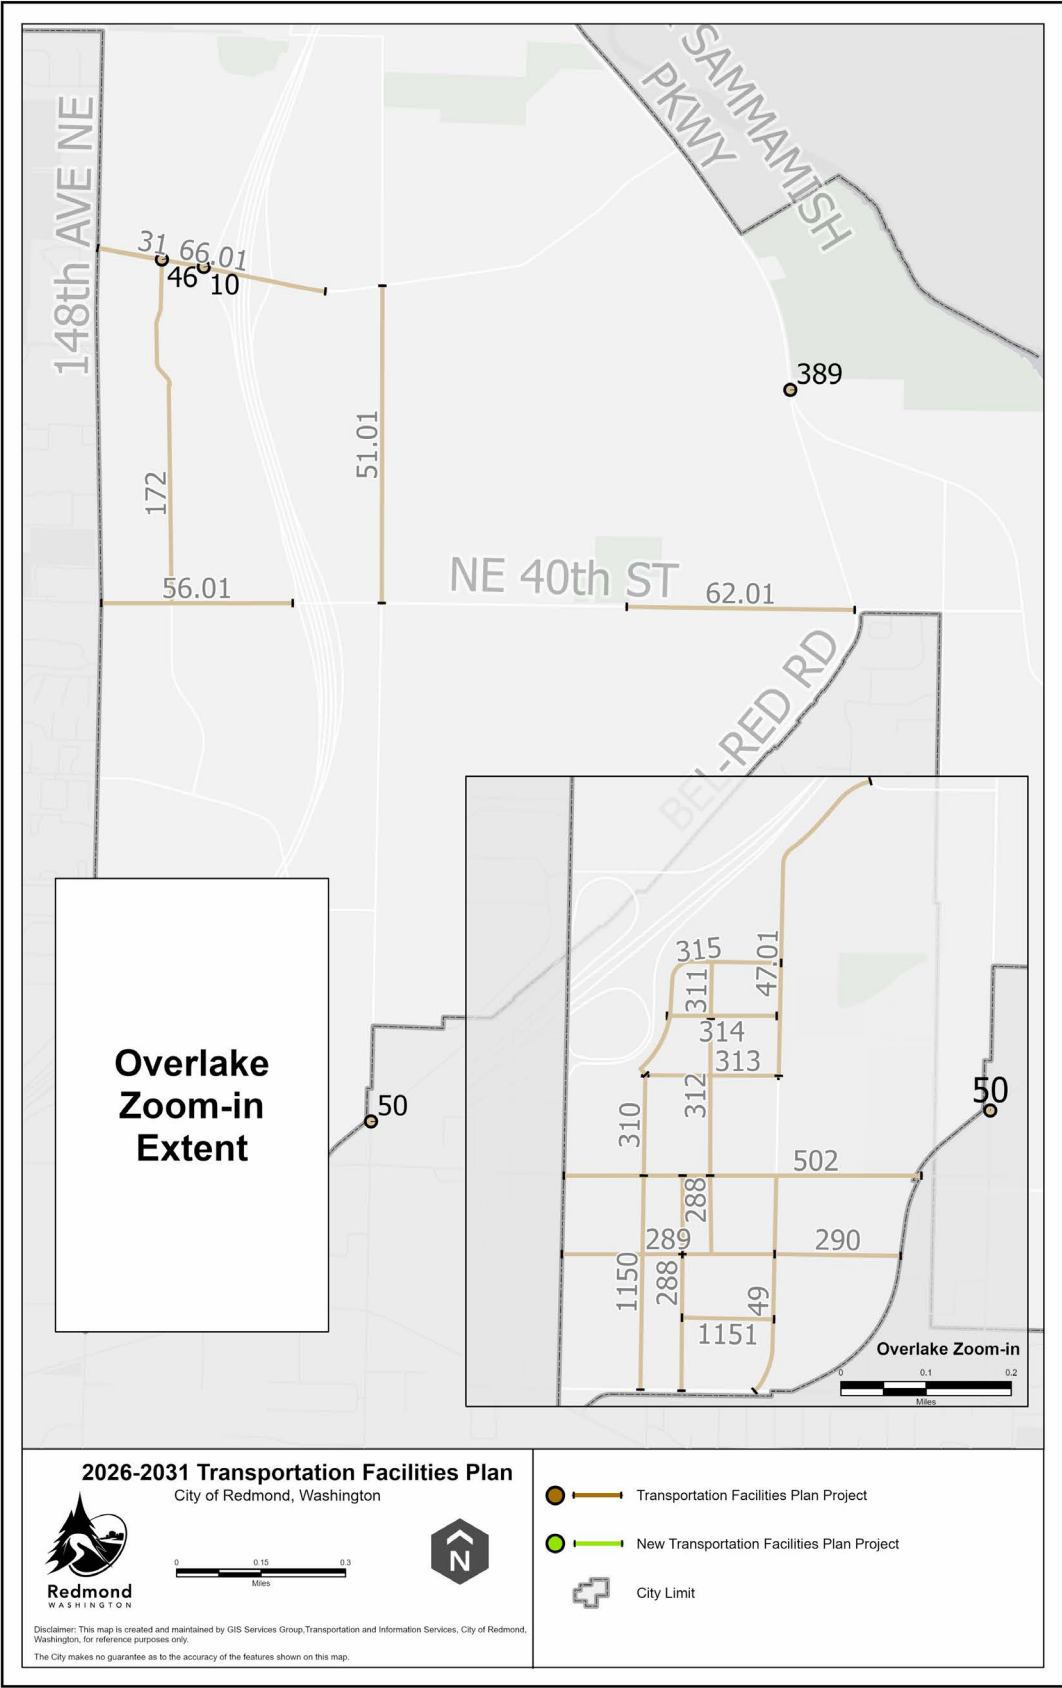 SAMMAMISH
PKWY
148th AVE NE
31
66.01
46
10
389
51.01
172
NE 40th ST
56.01
62.01
BEL-RED RD
315
47.01
311
314
313
Overlake
Zoom-in
Extent
312
50
50
310
502
288
289
290
1150
288
49
1151
Overlake Zoom-in
0 0.1 0.2
Miles
2026-2031 Transportation Facilities Plan
City of Redmond, Washington
Redmond
WASHINGTON
0 0.15 0.3
Miles
N
Disclaimer: This map is created and maintained by GIS Services Group,Transportation and Information Services, City of Redmond,
Washington, for reference purposes only.
The City makes no guarantee as to the accuracy of the features shown on this map.
Transportation Facilities Plan Project
New Transportation Facilities Plan Project
City Limit